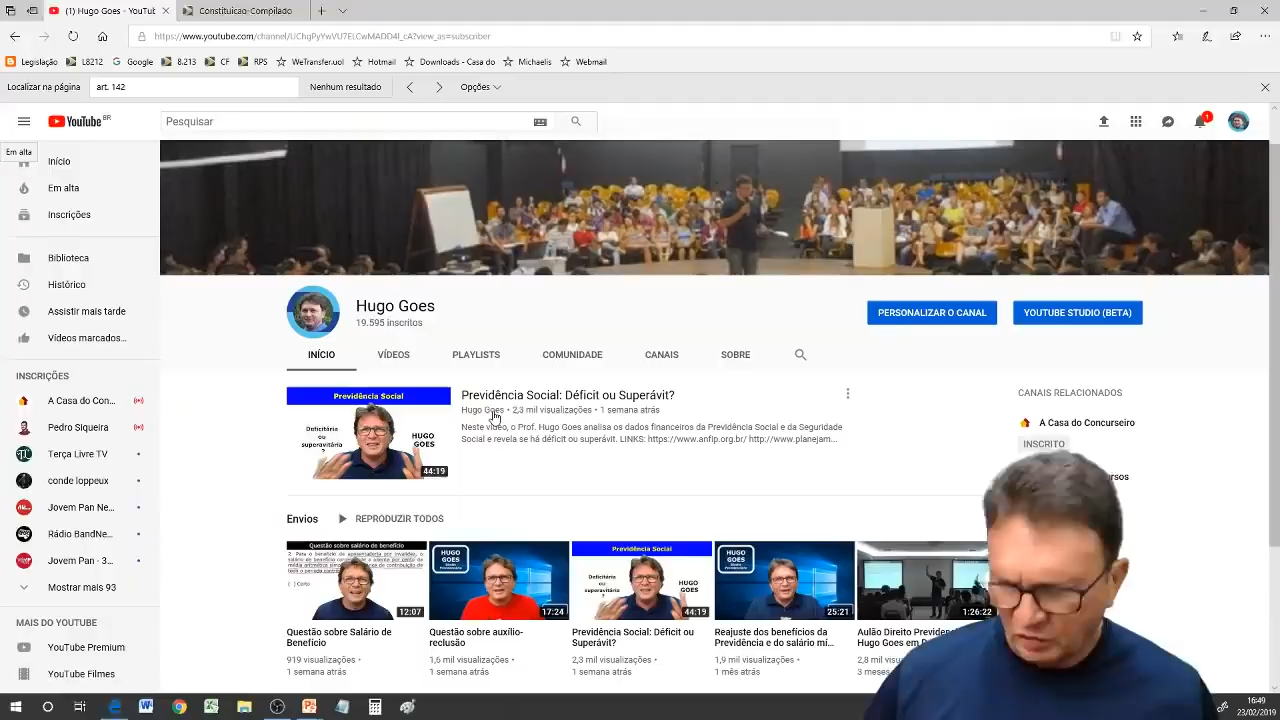 (1) Hugo Goes - YouTut
Constituicao-Compilado
https://www.youtube.com/channel/UChgPyYwVU7ELCwMADD4l_cA?view_as=subscriber
Legislação L8212 Google 8.213 CF RPS WeTransfer.uol Hotmail Downloads - Casa do Michaelis Webmail
Localizar na página art. 142 Nenhum resultado Opções
YouTube BR
Pesquisar
1
Em alta
Início
Em alta
Inscrições
Biblioteca
Histórico
Assistir mais tarde
Vídeos marcados...
INSCRIÇÕES
A Casa do Con...
Pedro Siqueira
Terça Livre TV
conde loppeux
Jovem Pan Ne...
Rádio BandNe...
Jovem Pan - 3...
Mostrar mais 93
MAIS DO YOUTUBE
YouTube Premium
YouTube Filmes
Hugo Goes
19.595 inscritos
PERSONALIZAR O CANAL
YOUTUBE STUDIO (BETA)
INÍCIO VÍDEOS PLAYLISTS COMUNIDADE CANAIS SOBRE
Previdência Social
Deficitária
ou
superavitária
?
HUGO
GOES
44:19
Previdência Social: Déficit ou Superávit?
Hugo Goes • 2,3 mil visualizações • 1 semana atrás
Neste vídeo, o Prof. Hugo Goes analisa os dados financeiros da Previdência Social e da Seguridade
Social e revela se há déficit ou superávit. LINKS: https://www.anfip.org.br/ http://www.planejam...
CANAIS RELACIONADOS
A Casa do Concurseiro
INSCRITO
Envios
REPRODUZIR TODOS
Questão sobre salário de benefício
12:07
HUGO
GOES
17:24
Previdência Social
Deficitária
ou
superavitária
?
HUGO
GOES
44:19
HUGO
GOES
25:21
1:26:22
Questão sobre Salário de
Benefício
919 visualizações •
1 semana atrás
Questão sobre auxílio-
reclusão
1,6 mil visualizações •
1 semana atrás
Previdência Social: Déficit ou
Superávit?
2,3 mil visualizações •
1 semana atrás
Reajuste dos benefícios da
Previdência e do salário mí...
1,9 mil visualizações •
1 mês atrás
Aulão Direito Previden
Hugo Goes em
2,8 mil
3 meses
16:49
23/02/2019